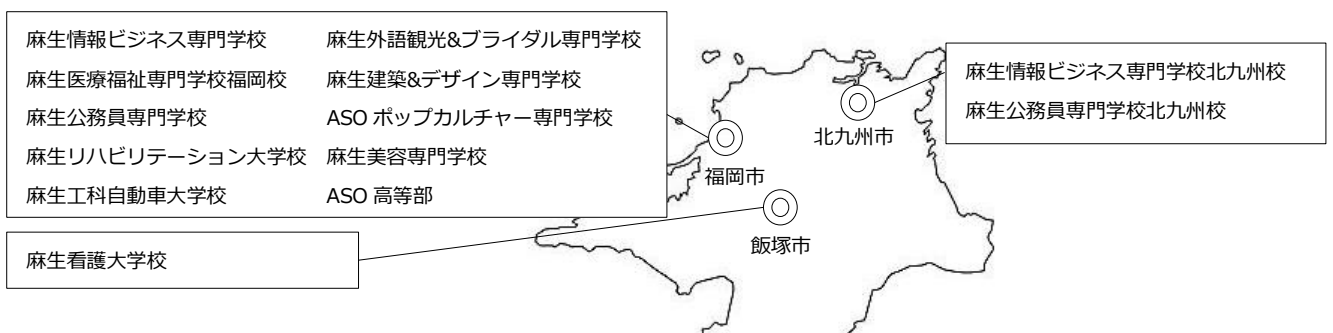 麻生情報ビジネス専門学校 麻生外語観光&ブライダル専門学校
麻生医療福祉専門学校福岡校 麻生建築&デザイン専門学校
麻生公務員専門学校 ASO ポップカルチャー専門学校
麻生リハビリテーション大学校 麻生美容専門学校
麻生工科自動車大学校 ASO 高等部
麻生看護大学校
麻生情報ビジネス専門学校北九州校
麻生公務員専門学校北九州校
北九州市
福岡市
飯塚市